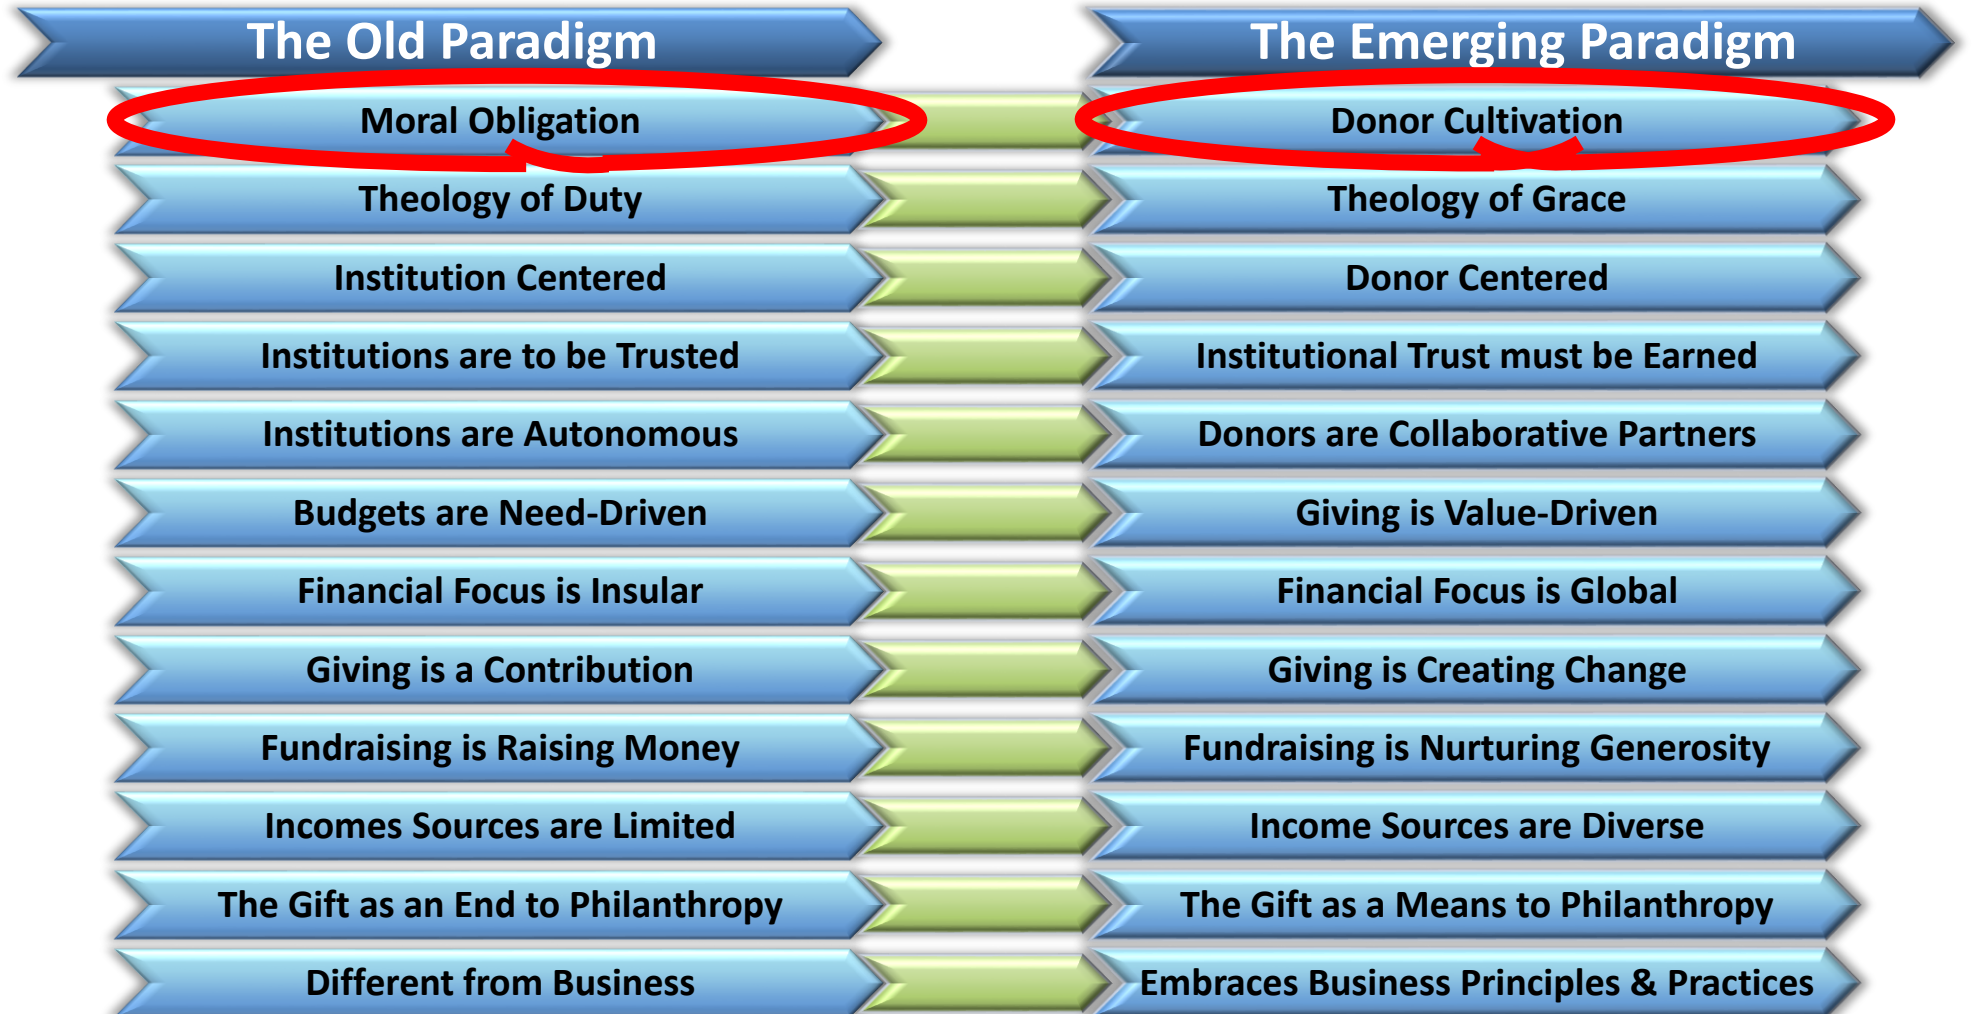 The Old Paradigm
The Emerging Paradigm
Moral Obligation
Donor Cultivation
Theology of Duty
Theology of Grace
Institution Centered
Donor Centered
Institutions are to be Trusted
Institutional Trust must be Earned
Institutions are Autonomous
Donors are Collaborative Partners
Budgets are Need-Driven
Giving is Value-Driven
Financial Focus is Insular
Financial Focus is Global
Giving is a Contribution
Giving is Creating Change
Fundraising is Raising Money
Fundraising is Nurturing Generosity
Incomes Sources are Limited
Income Sources are Diverse
The Gift as an End to Philanthropy
The Gift as a Means to Philanthropy
Different from Business
Embraces Business Principles & Practices